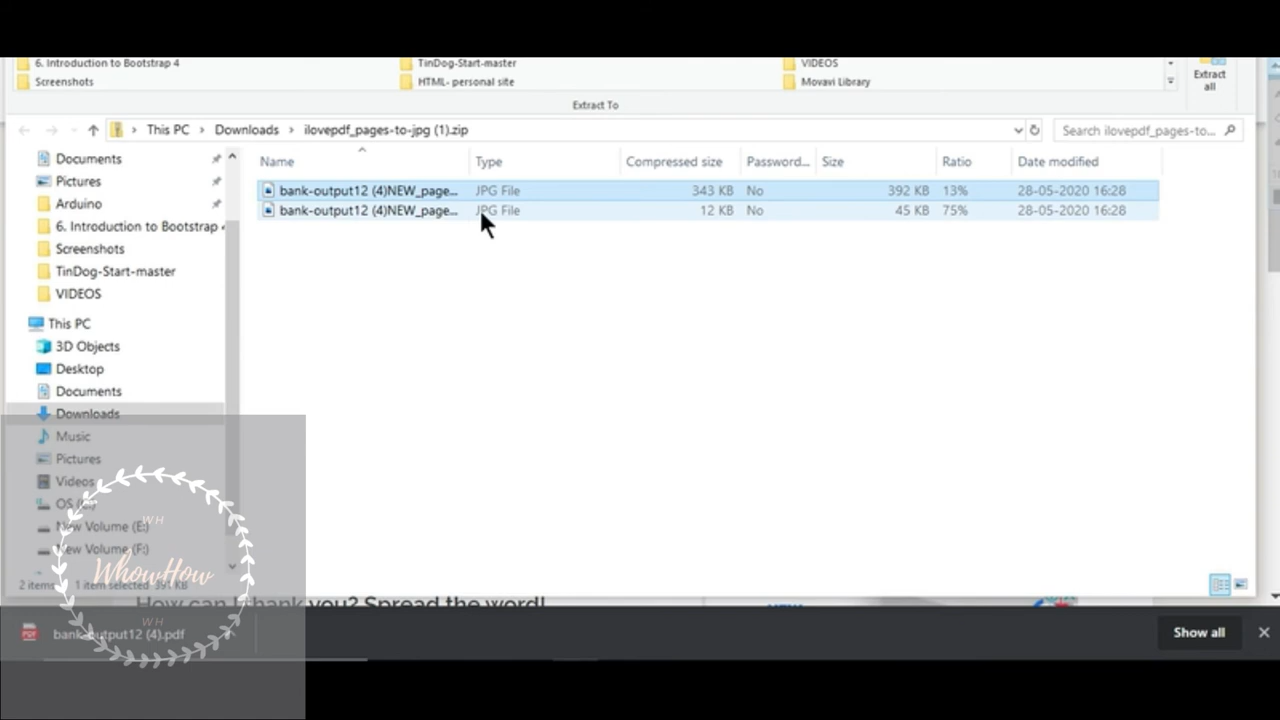 6. Introduction to Bootstrap 4 TinDog-Start-master VIDEOS
Screenshots HTML- personal site Movavi Library
Extract all
Extract To
This PC > Downloads > ilovepdf_pages-to-jpg (1).zip
Search ilovepdf_pages-to...
Name Type Compressed size Password... Size Ratio Date modified
bank-output12 (4)NEW_page... JPG File 343 KB No 392 KB 13% 28-05-2020 16:28
bank-output12 (4)NEW_page... JPG File 12 KB No 45 KB 75% 28-05-2020 16:28
Documents
Pictures
Arduino
6. Introduction to Bootstrap
Screenshots
TinDog-Start-master
VIDEOS
This PC
3D Objects
Desktop
Documents
Downloads
Music
Pictures
Videos
OS
New Volume (E:)
New Volume (F:)
2 items 1 item selected 391 KB
WH
WhowHow
WH
How can I thank you? Spread the word!
bank-output12 (4).pdf
Show all